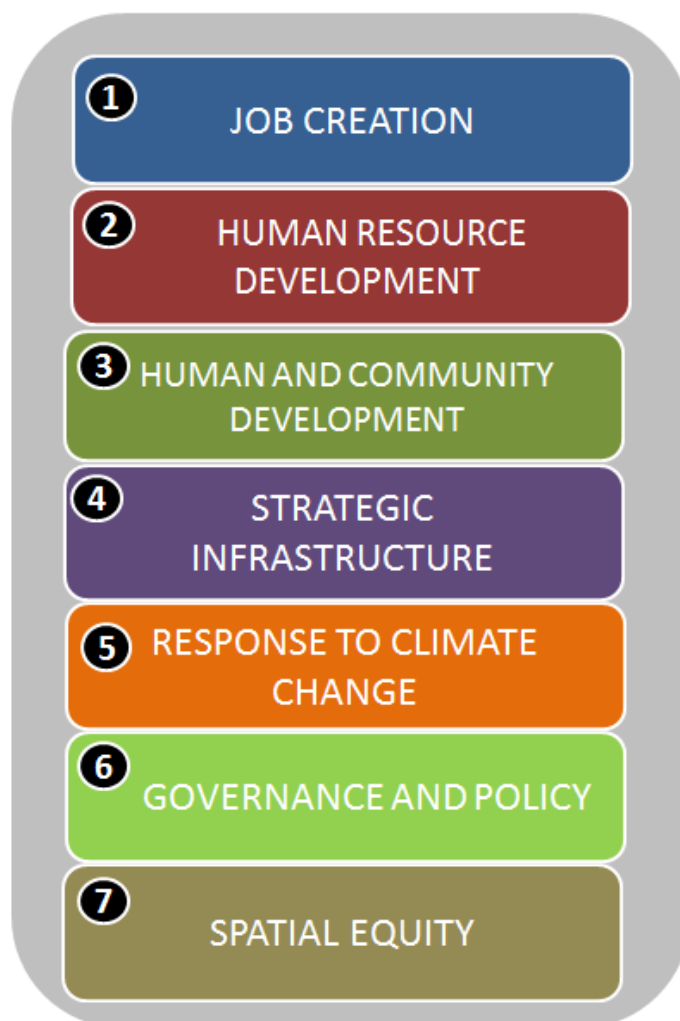 1
JOB CREATION
2
HUMAN RESOURCE
DEVELOPMENT
3
HUMAN AND COMMUNITY
DEVELOPMENT
4
STRATEGIC
INFRASTRUCTURE
5
RESPONSE TO CLIMATE
CHANGE
6
GOVERNANCE AND POLICY
7
SPATIAL EQUITY